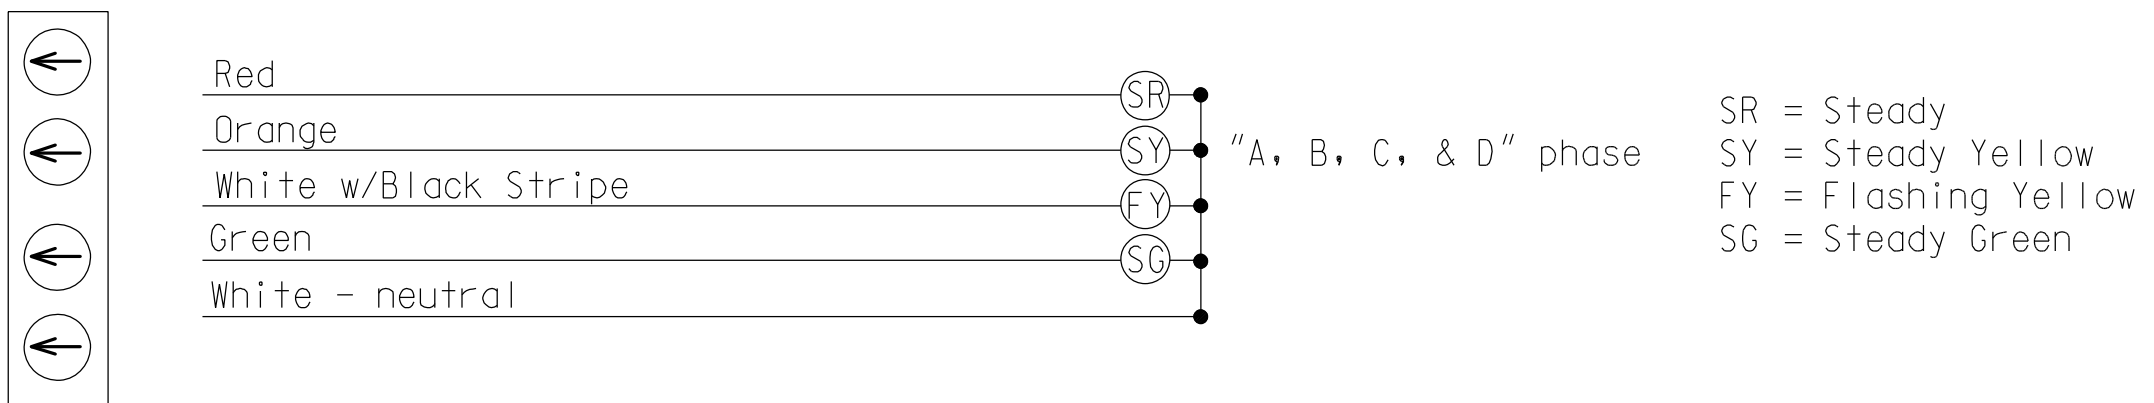 Red
SR
Orange
SY
White w/Black Stripe
FY
Green
SG
White - neutral
"A, B, C, & D" phase
SR = Steady
SY = Steady Yellow
FY = Flashing Yellow
SG = Steady Green